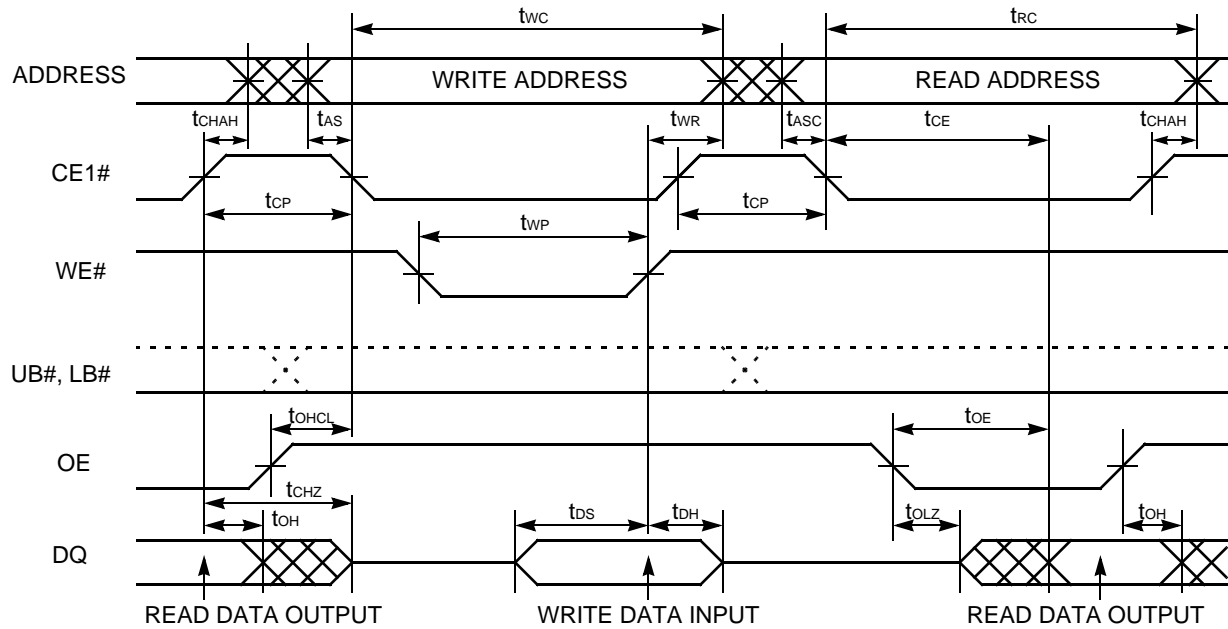 tWC tRC
ADDRESS WRITE ADDRESS READ ADDRESS
tCHAH tAS tWR tASC tCE tCHAH
CE1#
tCP tCP
tWP
WE#
UB#, LB#
tOHCL tOE
OE
tCHZ
tOH tDS tDH tOLZ tOH
DQ
READ DATA OUTPUT WRITE DATA INPUT READ DATA OUTPUT